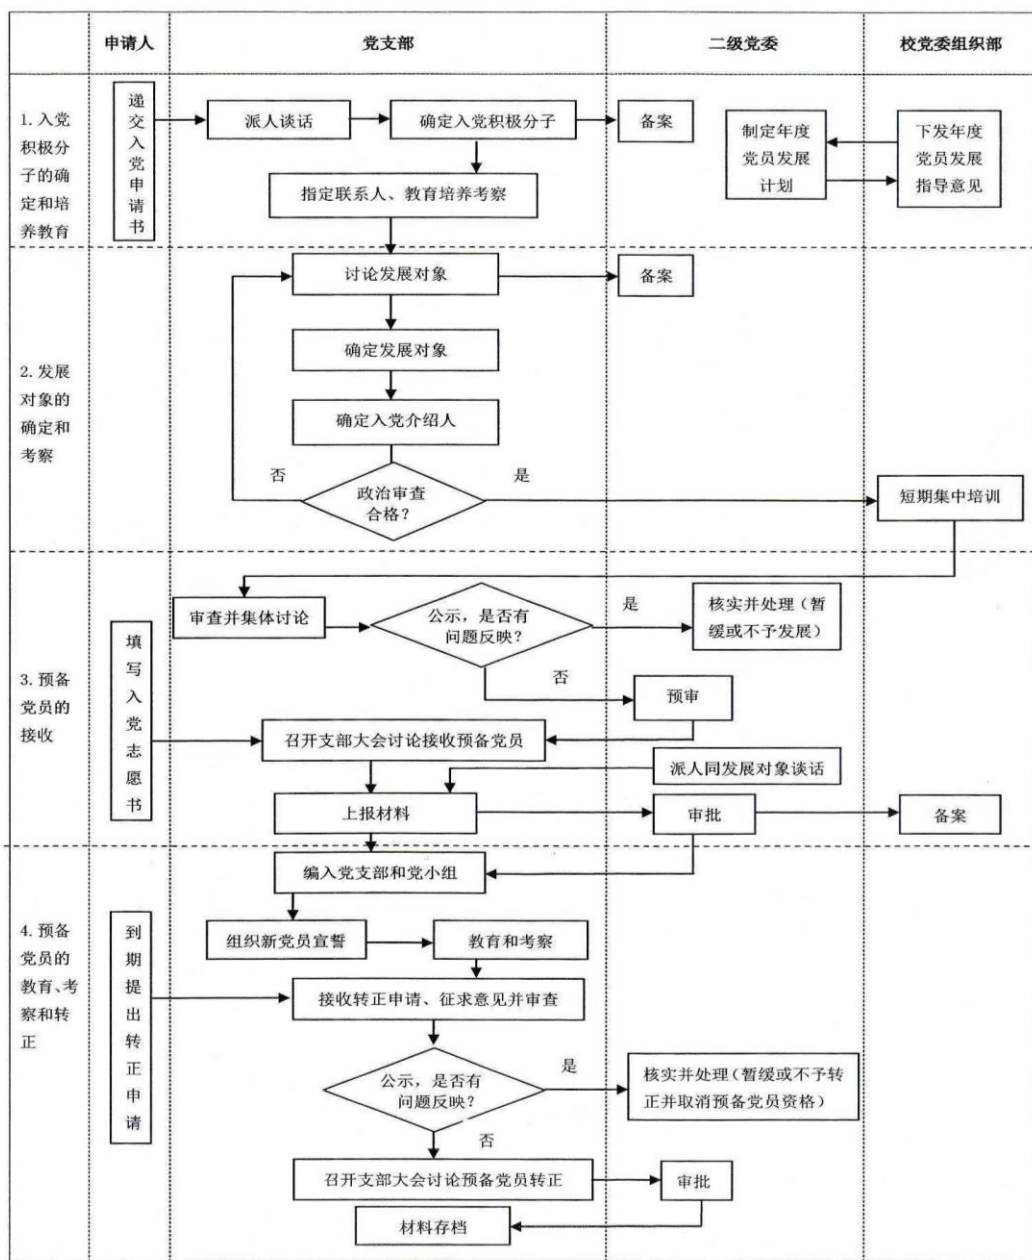 申请人
党支部
二级党委
校党委组织部
1. 入党
积极分
子的确
定和培
养教育
递交入党申请书
派人谈话
确定入党积极分子
备案
制定年度
党员发展
计划
下发年度
党员发展
指导意见
指定联系人、教育培养考察
2. 发展
对象的
确定和
考察
讨论发展对象
备案
确定发展对象
确定入党介绍人
否
政治审查
合格?
是
短期集中培训
3. 预备
党员的
接收
填写入党志愿书
审查并集体讨论
公示,是否有
问题反映?
是
核实并处理(暂
缓或不予发展)
否
预审
召开支部大会讨论接收预备党员
派人同发展对象谈话
上报材料
审批
备案
4. 预备
党员的
教育、考
察和转
正
到期提出转正申请
编入党支部和党小组
组织新党员宣誓
教育和考察
接收转正申请、征求意见并审查
公示,是否有
问题反映?
是
核实并处理(暂缓或不予转
正并取消预备党员资格)
否
召开支部大会讨论预备党员转正
审批
材料存档